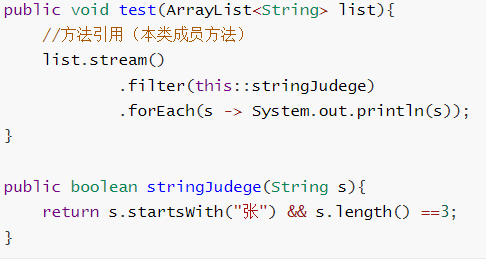 public void test(ArrayList<String> list){
    //方法引用（本类成员方法）
    list.stream()
            .filter(this::stringJudege)
            .forEach(s -> System.out.println(s));
}

public boolean stringJudege(String s){
    return s.startsWith("张") && s.length() ==3;
}